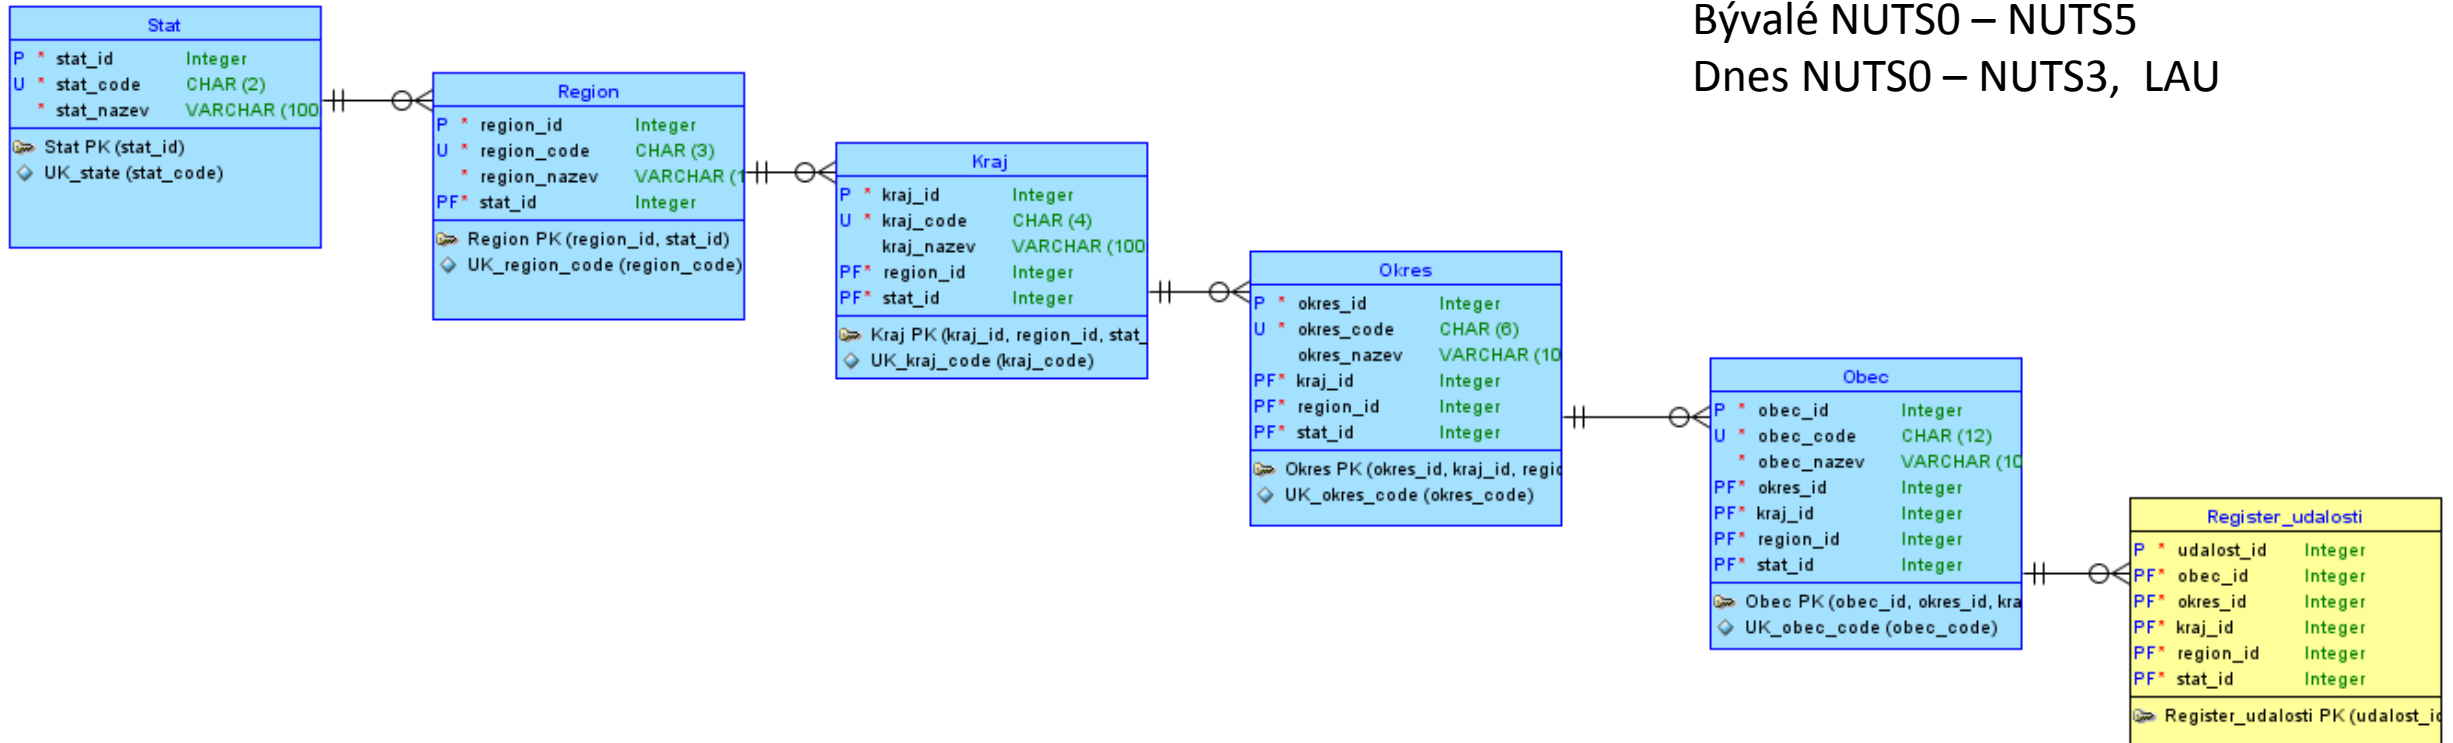 Bývalé NUTS0 – NUTS5
Dnes NUTS0 – NUTS3, LAU
Stat
P * stat_id Integer
U * stat_code CHAR (2)
* stat_nazev VARCHAR (100
Stat PK (stat_id)
UK_state (stat_code)
Region
P * region_id Integer
U * region_code CHAR (3)
* region_nazev VARCHAR (1
PF* stat_id Integer
Region PK (region_id, stat_id)
UK_region_code (region_code)
Kraj
P * kraj_id Integer
U * kraj_code CHAR (4)
kraj_nazev VARCHAR (100
PF* region_id Integer
PF* stat_id Integer
Kraj PK (kraj_id, region_id, stat_
UK_kraj_code (kraj_code)
Okres
P * okres_id Integer
U * okres_code CHAR (6)
okres_nazev VARCHAR (10
PF* kraj_id Integer
PF* region_id Integer
PF* stat_id Integer
Okres PK (okres_id, kraj_id, regio
UK_okres_code (okres_code)
Obec
P * obec_id Integer
U * obec_code CHAR (12)
* obec_nazev VARCHAR (10
PF* okres_id Integer
PF* kraj_id Integer
PF* region_id Integer
PF* stat_id Integer
Obec PK (obec_id, okres_id, kra
UK_obec_code (obec_code)
Register_udalosti
P * udalost_id Integer
PF* obec_id Integer
PF* okres_id Integer
PF* kraj_id Integer
PF* region_id Integer
PF* stat_id Integer
Register_udalosti PK (udalost_id